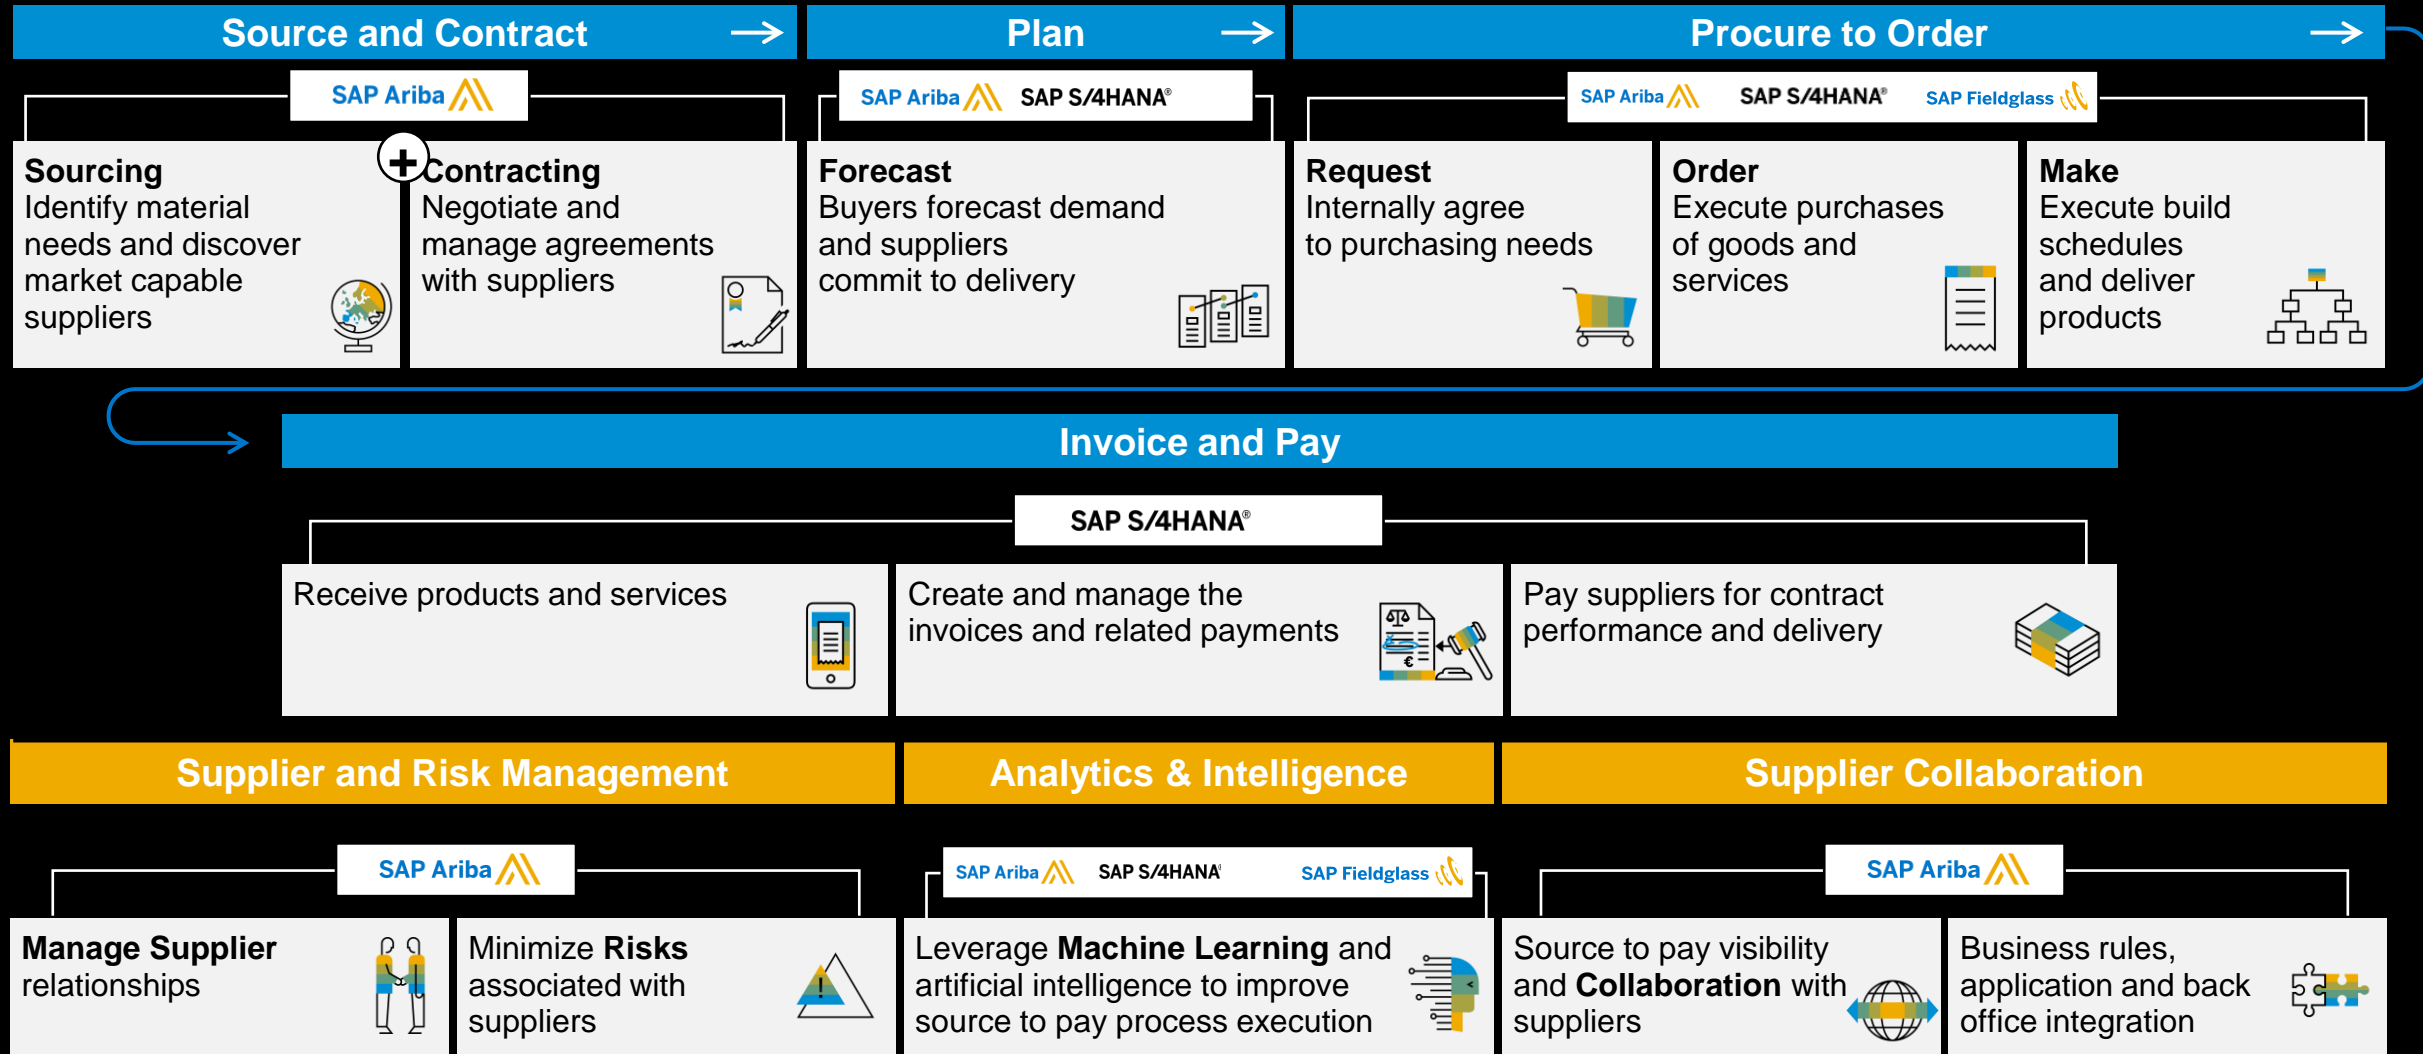 Source and Contract
Plan
Procure to Order
SAP Ariba
SAP Ariba SAP S/4HANA®
SAP Ariba SAP S/4HANA® SAP Fieldglass
+
Sourcing
Identify material
needs and discover
market capable
suppliers
Contracting
Negotiate and
manage agreements
with suppliers
Forecast
Buyers forecast demand
and suppliers
commit to delivery
Request
Internally agree
to purchasing needs
Order
Execute purchases
of goods and
services
Make
Execute build
schedules
and deliver
products
Invoice and Pay
SAP S/4HANA®
Receive products and services
Create and manage the
invoices and related payments
€
Pay suppliers for contract
performance and delivery
Supplier and Risk Management
Analytics & Intelligence
Supplier Collaboration
SAP Ariba
SAP Ariba SAP S/4HANA SAP Fieldglass
SAP Ariba
Manage Supplier
relationships
Minimize Risks
associated with
suppliers
!
Leverage Machine Learning and
artificial intelligence to improve
source to pay process execution
Source to pay visibility
and Collaboration with
suppliers
Business rules,
application and back
office integration